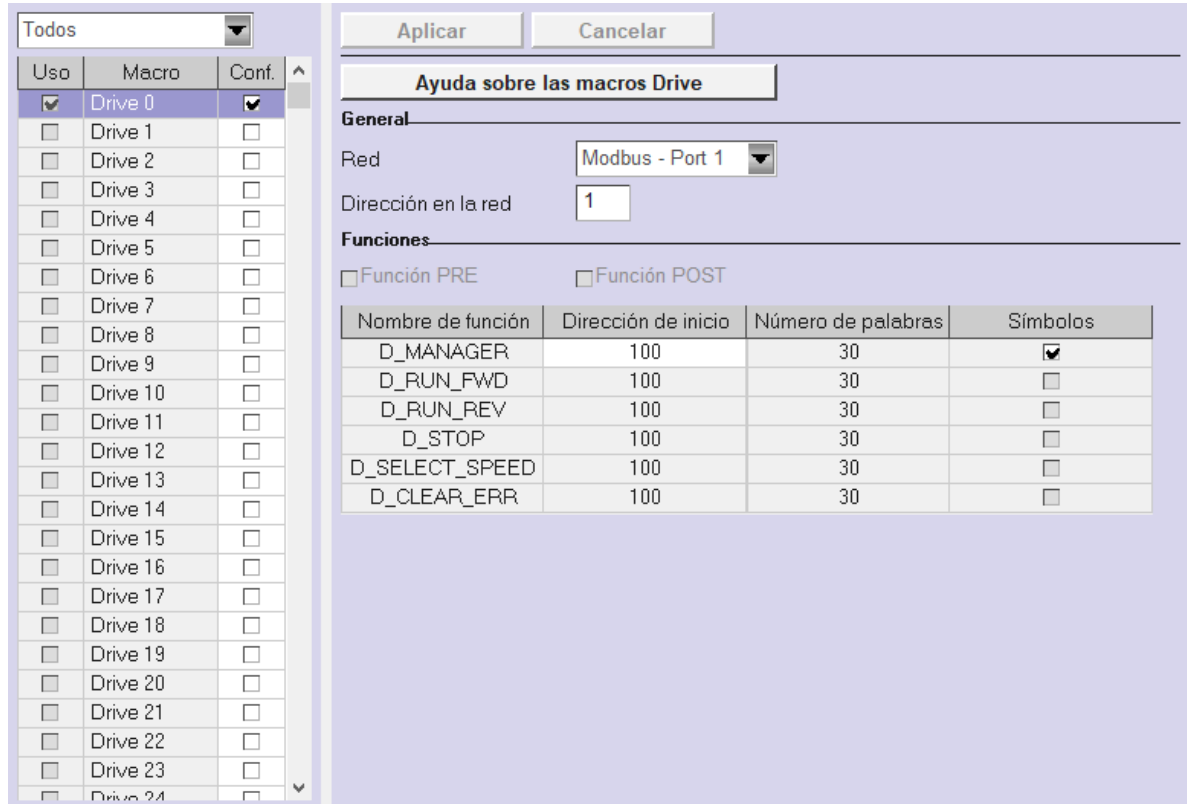 Todos
Uso Macro Conf.
Drive 0
Drive 1
Drive 2
Drive 3
Drive 4
Drive 5
Drive 6
Drive 7
Drive 8
Drive 9
Drive 10
Drive 11
Drive 12
Drive 13
Drive 14
Drive 15
Drive 16
Drive 17
Drive 18
Drive 19
Drive 20
Drive 21
Drive 22
Drive 23
Drive 24
Aplicar Cancelar
Ayuda sobre las macros Drive
General
Red Modbus - Port 1
Dirección en la red 1
Funciones
Función PRE Función POST
Nombre de función Dirección de inicio Número de palabras Símbolos
D_MANAGER 100 30
D_RUN_FWD 100 30
D_RUN_REV 100 30
D_STOP 100 30
D_SELECT_SPEED 100 30
D_CLEAR_ERR 100 30